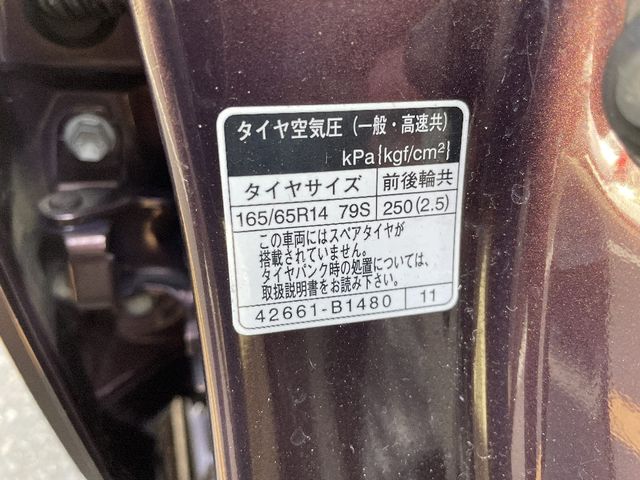 タイヤ空気圧（一般・高速共）
kPa{kgf/cm²}
タイヤサイズ 前後輪共
165/65R14 79S 250(2.5)
この車両にはスペアタイヤが
搭載されていません。
タイヤパンク時の処置については、
取扱説明書をお読み下さい。
42661-B1480 11